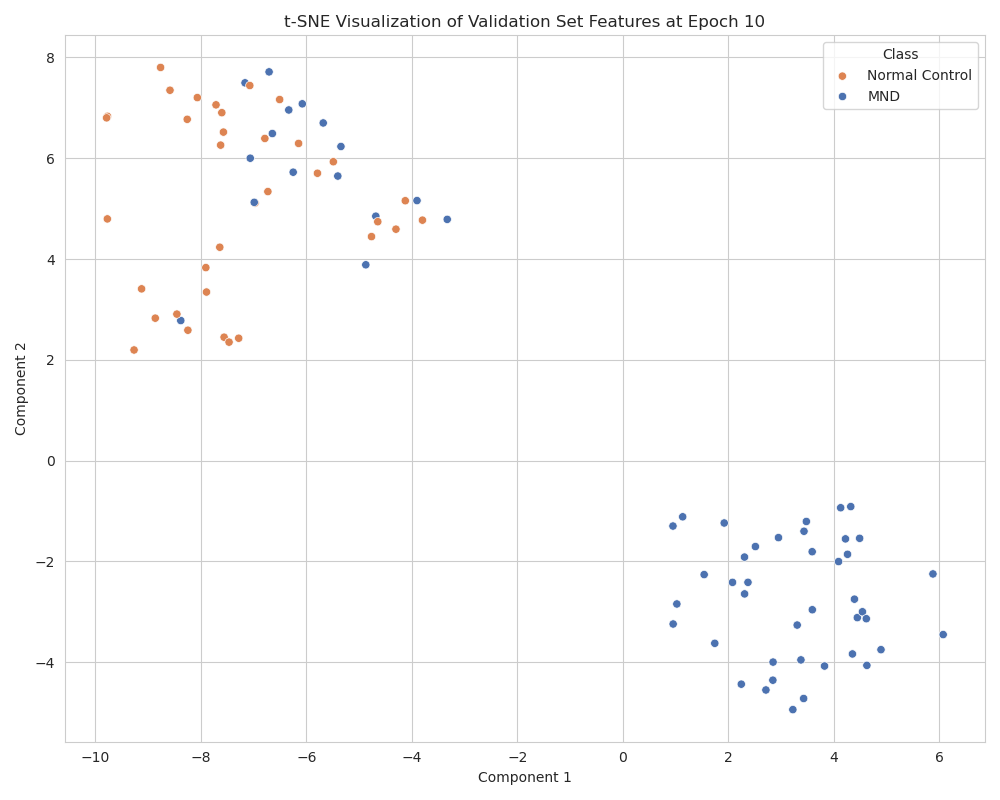 t-SNE Visualization of Validation Set Features at Epoch 10
Class
Normal Control
MND
8
6
4
2
0
−2
−4
Component 2
−10
−8
−6
−4
−2
0
2
4
6
Component 1